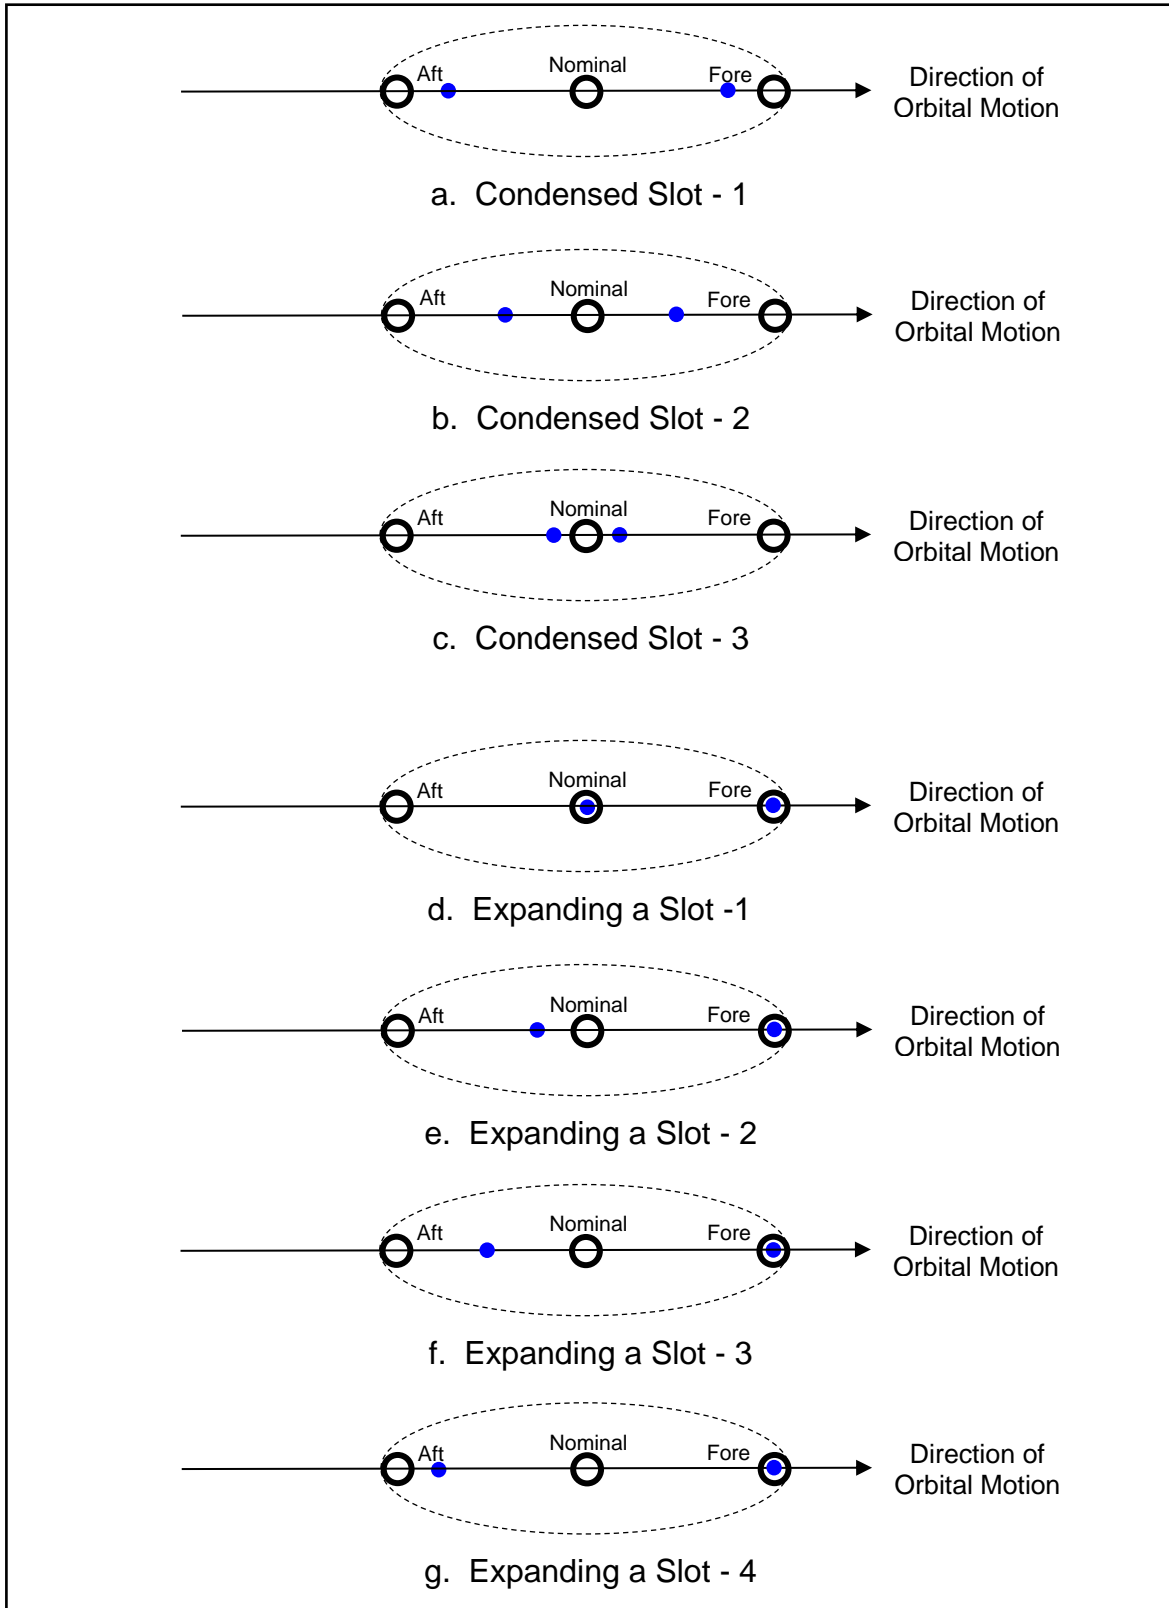 Aft
Nominal
Fore
Direction of
Orbital Motion
a. Condensed Slot - 1
Aft
Nominal
Fore
Direction of
Orbital Motion
b. Condensed Slot - 2
Aft
Nominal
Fore
Direction of
Orbital Motion
c. Condensed Slot - 3
Aft
Nominal
Fore
Direction of
Orbital Motion
d. Expanding a Slot -1
Aft
Nominal
Fore
Direction of
Orbital Motion
e. Expanding a Slot - 2
Aft
Nominal
Fore
Direction of
Orbital Motion
f. Expanding a Slot - 3
Aft
Nominal
Fore
Direction of
Orbital Motion
g. Expanding a Slot - 4